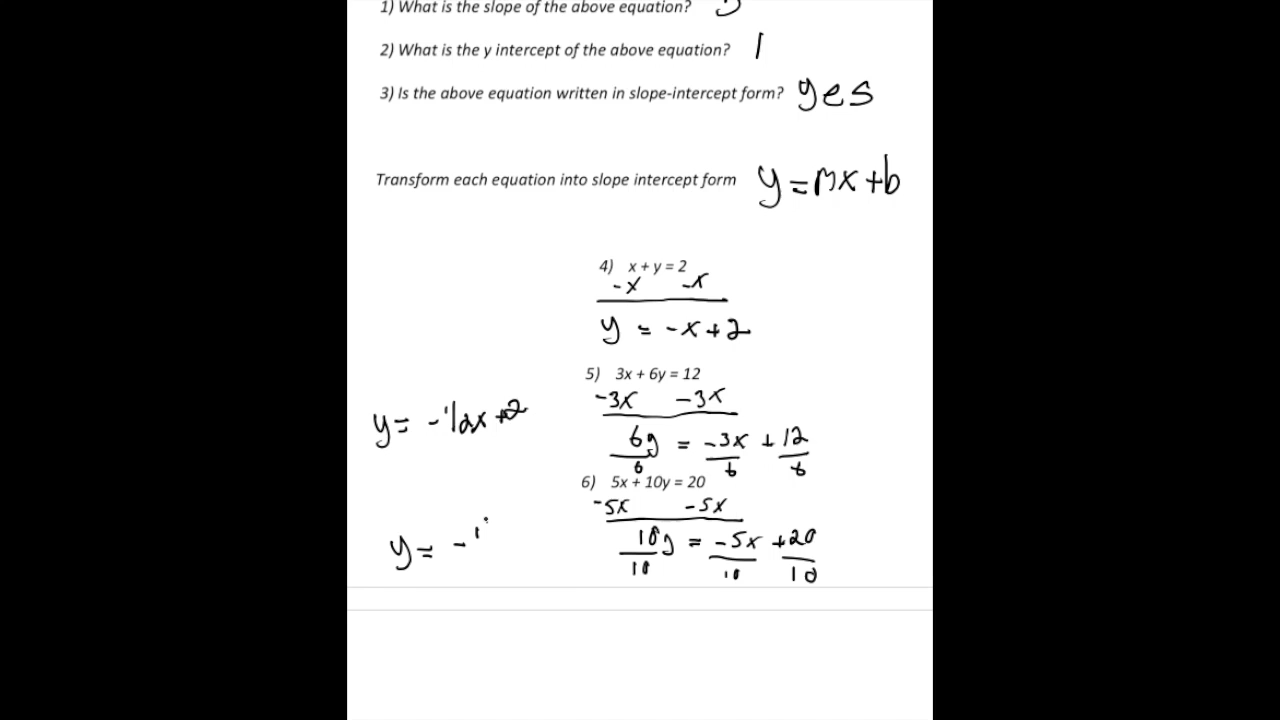 1) What is the slope of the above equation?
2) What is the y intercept of the above equation? 1
3) Is the above equation written in slope-intercept form? yes
Transform each equation into slope intercept form y=mx+b
4) x + y = 2
-x -x
y = -x+2
5) 3x + 6y = 12
-3x -3x
y= -1/2x+2
6y = -3x + 12
6 6 6
6) 5x + 10y = 20
-5x -5x
10y = -5x +20
y= -1
10 10 10